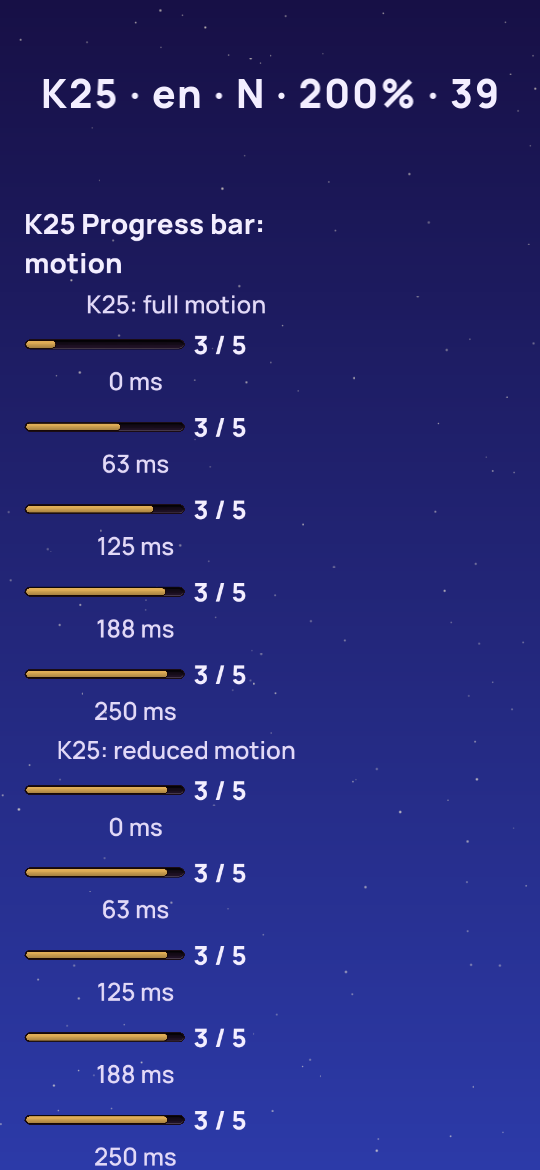 K25 · en · N · 200% · 39
K25 Progress bar:
motion
K25: full motion
3 / 5
0 ms
3 / 5
63 ms
3 / 5
125 ms
3 / 5
188 ms
3 / 5
250 ms
K25: reduced motion
3 / 5
0 ms
3 / 5
63 ms
3 / 5
125 ms
3 / 5
188 ms
3 / 5
250 ms